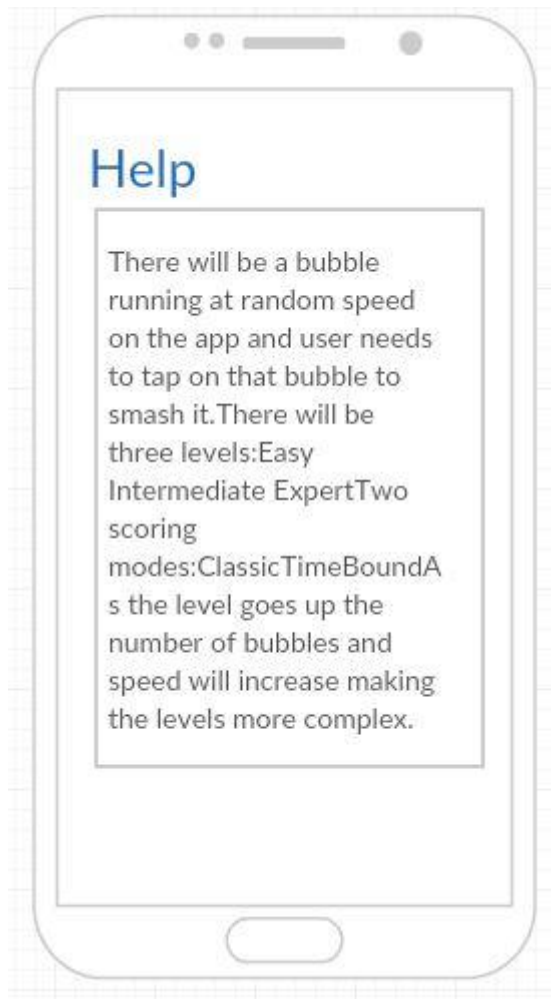 Help
There will be a bubble
running at random speed
on the app and user needs
to tap on that bubble to
smash it.There will be
three levels:Easy
Intermediate ExpertTwo
scoring
modes:ClassicTimeBoundA
s the level goes up the
number of bubbles and
speed will increase making
the levels more complex.